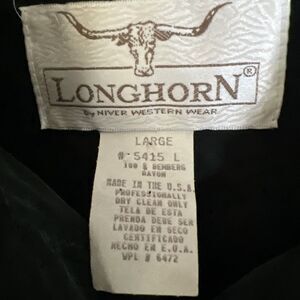 LONGHORN®
by NIVER WESTERN WEAR
LARGE
# 5415 L
100 % BEMBERG
RAYON
MADE IN THE U.S.A.
PROFESSIONALLY
DRY CLEAN ONLY
TELA DE ESTA
PRENDA DEBE SER
LAVADO EN SECO
CERTIFICADO
HECHO EN E.U.A.
WPL # 6472